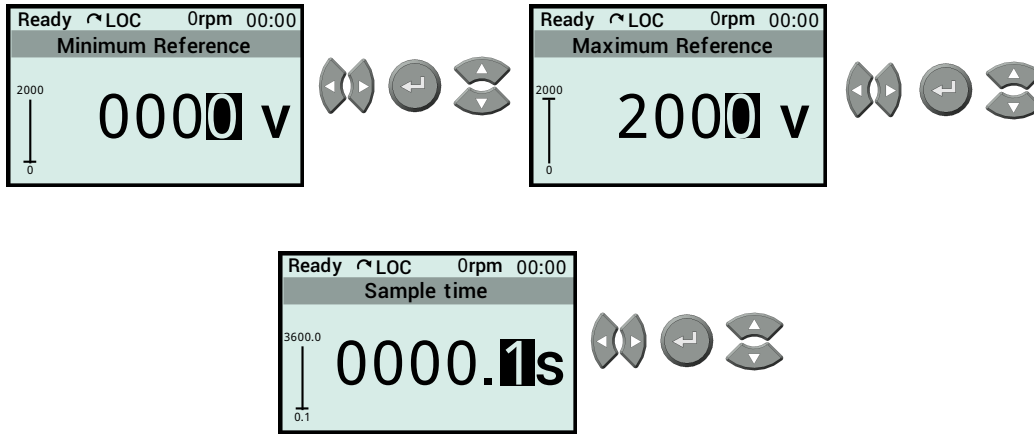 Ready LOC 0rpm 00:00
Minimum Reference
2000
0000 v
0
Ready LOC 0rpm 00:00
Maximum Reference
2000
2000 v
0
Ready LOC 0rpm 00:00
Sample time
3600.0
0000.1s
0.1